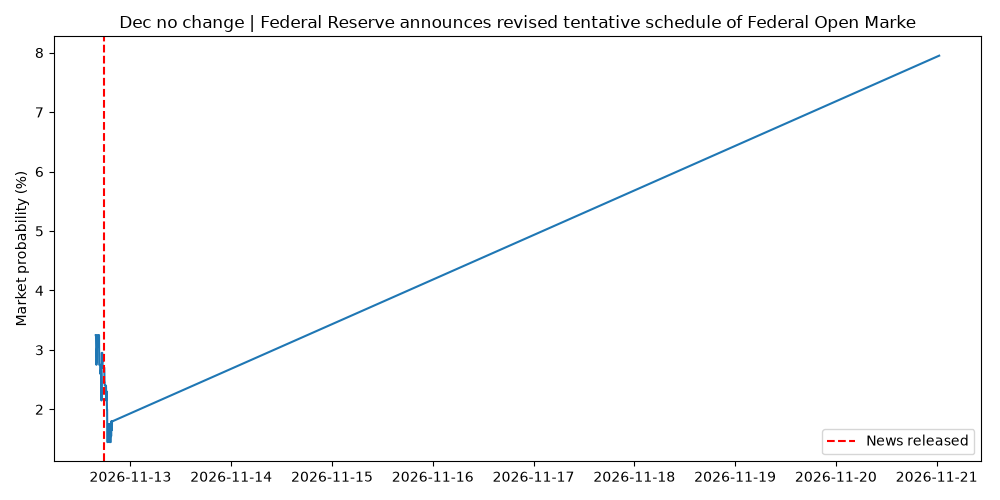 Dec no change | Federal Reserve announces revised tentative schedule of Federal Open Marke
Market probability (%)
8
7
6
5
4
3
2
News released
2026-11-13 2026-11-14 2026-11-15 2026-11-16 2026-11-17 2026-11-18 2026-11-19 2026-11-20 2026-11-21